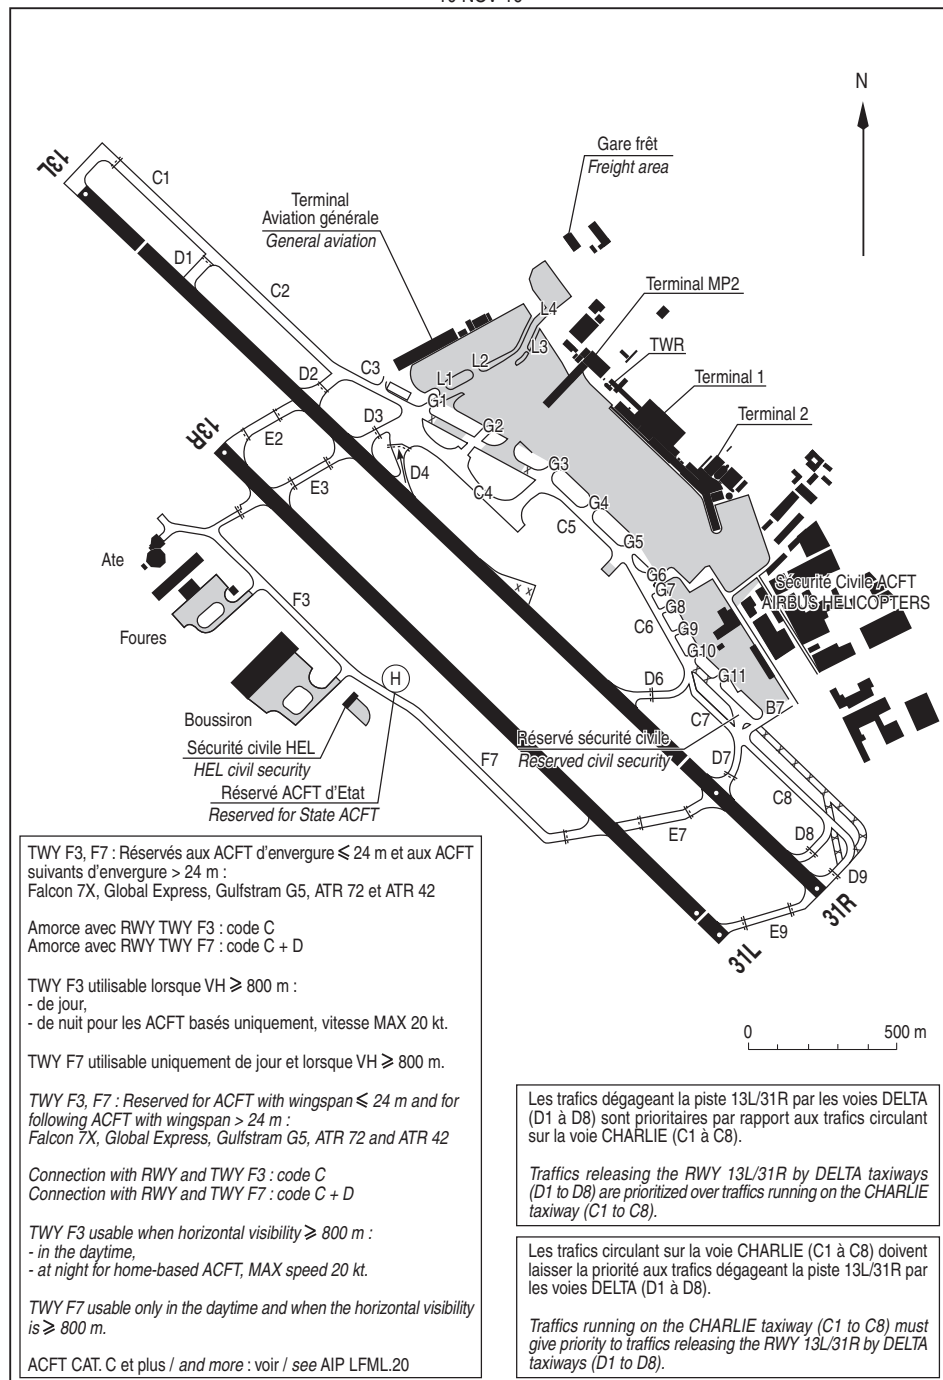 N
13L
C1
Gare frêt
Freight area
Terminal
Aviation générale
General aviation
D1
C2
Terminal MP2
L4
L3
TWR
L2
Terminal 1
C3
L1
D2
G1
Terminal 2
E2
D3
G2
13R
D4
G3
E3
C4
G4
C5
G5
Ate
G6
Sécurité Civile ACFT
G7
AIRBUS HELICOPTERS
F3
G8
C6
G9
Foures
G10
H
D6
G11
Boussiron
C7
B7
Sécurité civile HEL
HEL civil security
Réservé sécurité civile
Reserved civil security
F7
D7
Réservé ACFT d'Etat
Reserved for State ACFT
C8
E7
D8
D9
31R
E9
31L
0 500 m
TWY F3, F7 : Réservés aux ACFT d'envergure ⩽ 24 m et aux ACFT
suivants d'envergure > 24 m :
Falcon 7X, Global Express, Gulfstram G5, ATR 72 et ATR 42
Amorce avec RWY TWY F3 : code C
Amorce avec RWY TWY F7 : code C + D
TWY F3 utilisable lorsque VH ⩾ 800 m :
- de jour,
- de nuit pour les ACFT basés uniquement, vitesse MAX 20 kt.
TWY F7 utilisable uniquement de jour et lorsque VH ⩾ 800 m.
TWY F3, F7 : Reserved for ACFT with wingspan ⩽ 24 m and for
following ACFT with wingspan > 24 m :
Falcon 7X, Global Express, Gulfstram G5, ATR 72 and ATR 42
Connection with RWY and TWY F3 : code C
Connection with RWY and TWY F7 : code C + D
TWY F3 usable when horizontal visibility ⩾ 800 m :
- in the daytime,
- at night for home-based ACFT, MAX speed 20 kt.
TWY F7 usable only in the daytime and when the horizontal visibility
is ⩾ 800 m.
ACFT CAT. C et plus / and more : voir / see AIP LFML.20
Les trafics dégageant la piste 13L/31R par les voies DELTA
(D1 à D8) sont prioritaires par rapport aux trafics circulant
sur la voie CHARLIE (C1 à C8).
Traffics releasing the RWY 13L/31R by DELTA taxiways
(D1 to D8) are prioritized over traffics running on the CHARLIE
taxiway (C1 to C8).
Les trafics circulant sur la voie CHARLIE (C1 à C8) doivent
laisser la priorité aux trafics dégageant la piste 13L/31R par
les voies DELTA (D1 à D8).
Traffics running on the CHARLIE taxiway (C1 to C8) must
give priority to traffics releasing the RWY 13L/31R by DELTA
taxiways (D1 to D8).